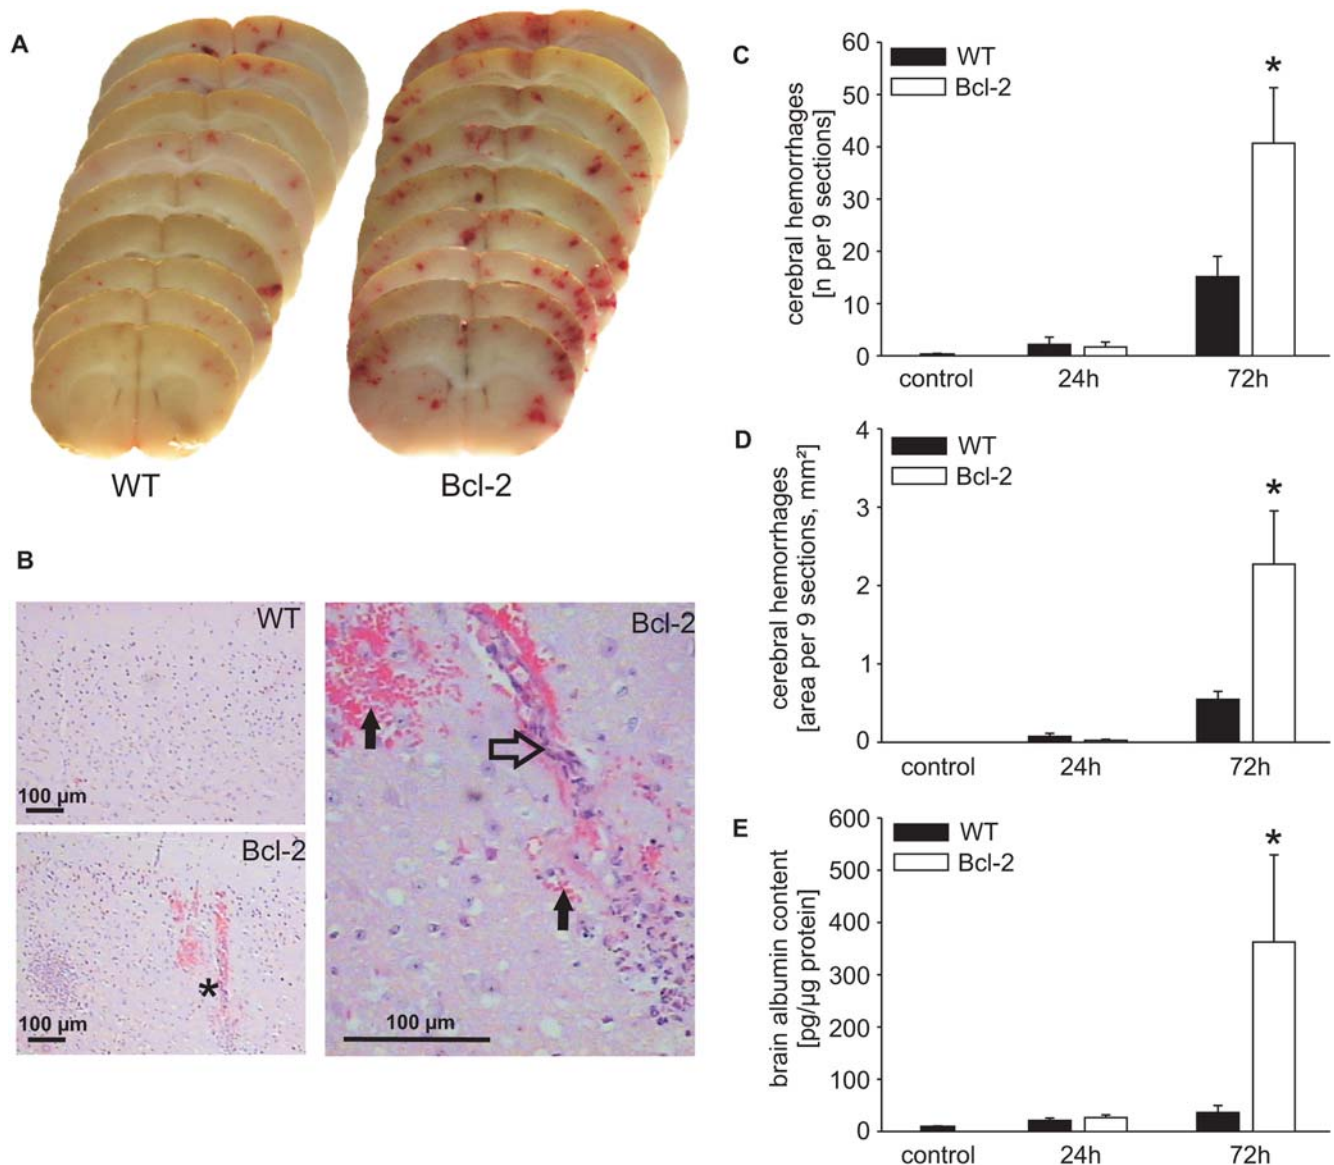 A
WT
Bcl-2
B
WT
100 µm
Bcl-2
*
100 µm
Bcl-2
100 µm
C
cerebral hemorrhages
[n per 9 sections]
60
50
40
30
20
10
0
WT
Bcl-2
*
control 24h 72h
D
cerebral hemorrhages
[area per 9 sections, mm²]
4
3
2
1
0
WT
Bcl-2
*
control 24h 72h
E
brain albumin content
[pg/µg protein]
600
500
400
300
200
100
0
WT
Bcl-2
*
control 24h 72h